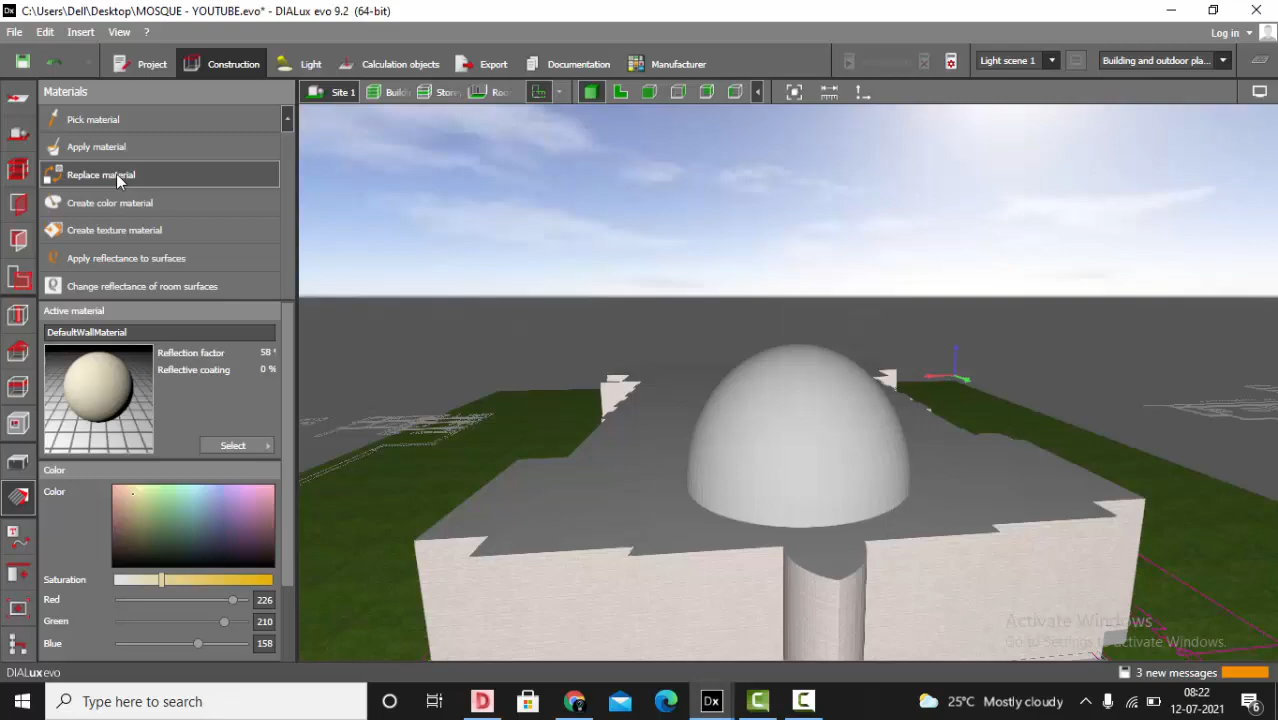 Dx C:\Users\Dell\Desktop\MOSQUE - YOUTUBE.evo* - DIALux evo 9.2 (64-bit)
File Edit Insert View ? Log in
Project Construction Light Calculation objects Export Documentation Manufacturer Light scene 1 Building and outdoor pla...
Materials Site 1
Pick material
Apply material
Replace material
Create color material
Create texture material
Apply reflectance to surfaces
Change reflectance of room surfaces
Active material
DefaultWallMaterial
Reflection factor 58
Reflective coating 0 %
Select
Color
Color
Saturation
Red 226
Green 210
Blue 158
Activate Windows
Go to Settings to activate Windows.
DIALux evo 3 new messages
Type here to search D Dx C C 25°C Mostly cloudy 08:22
12-07-2021
6